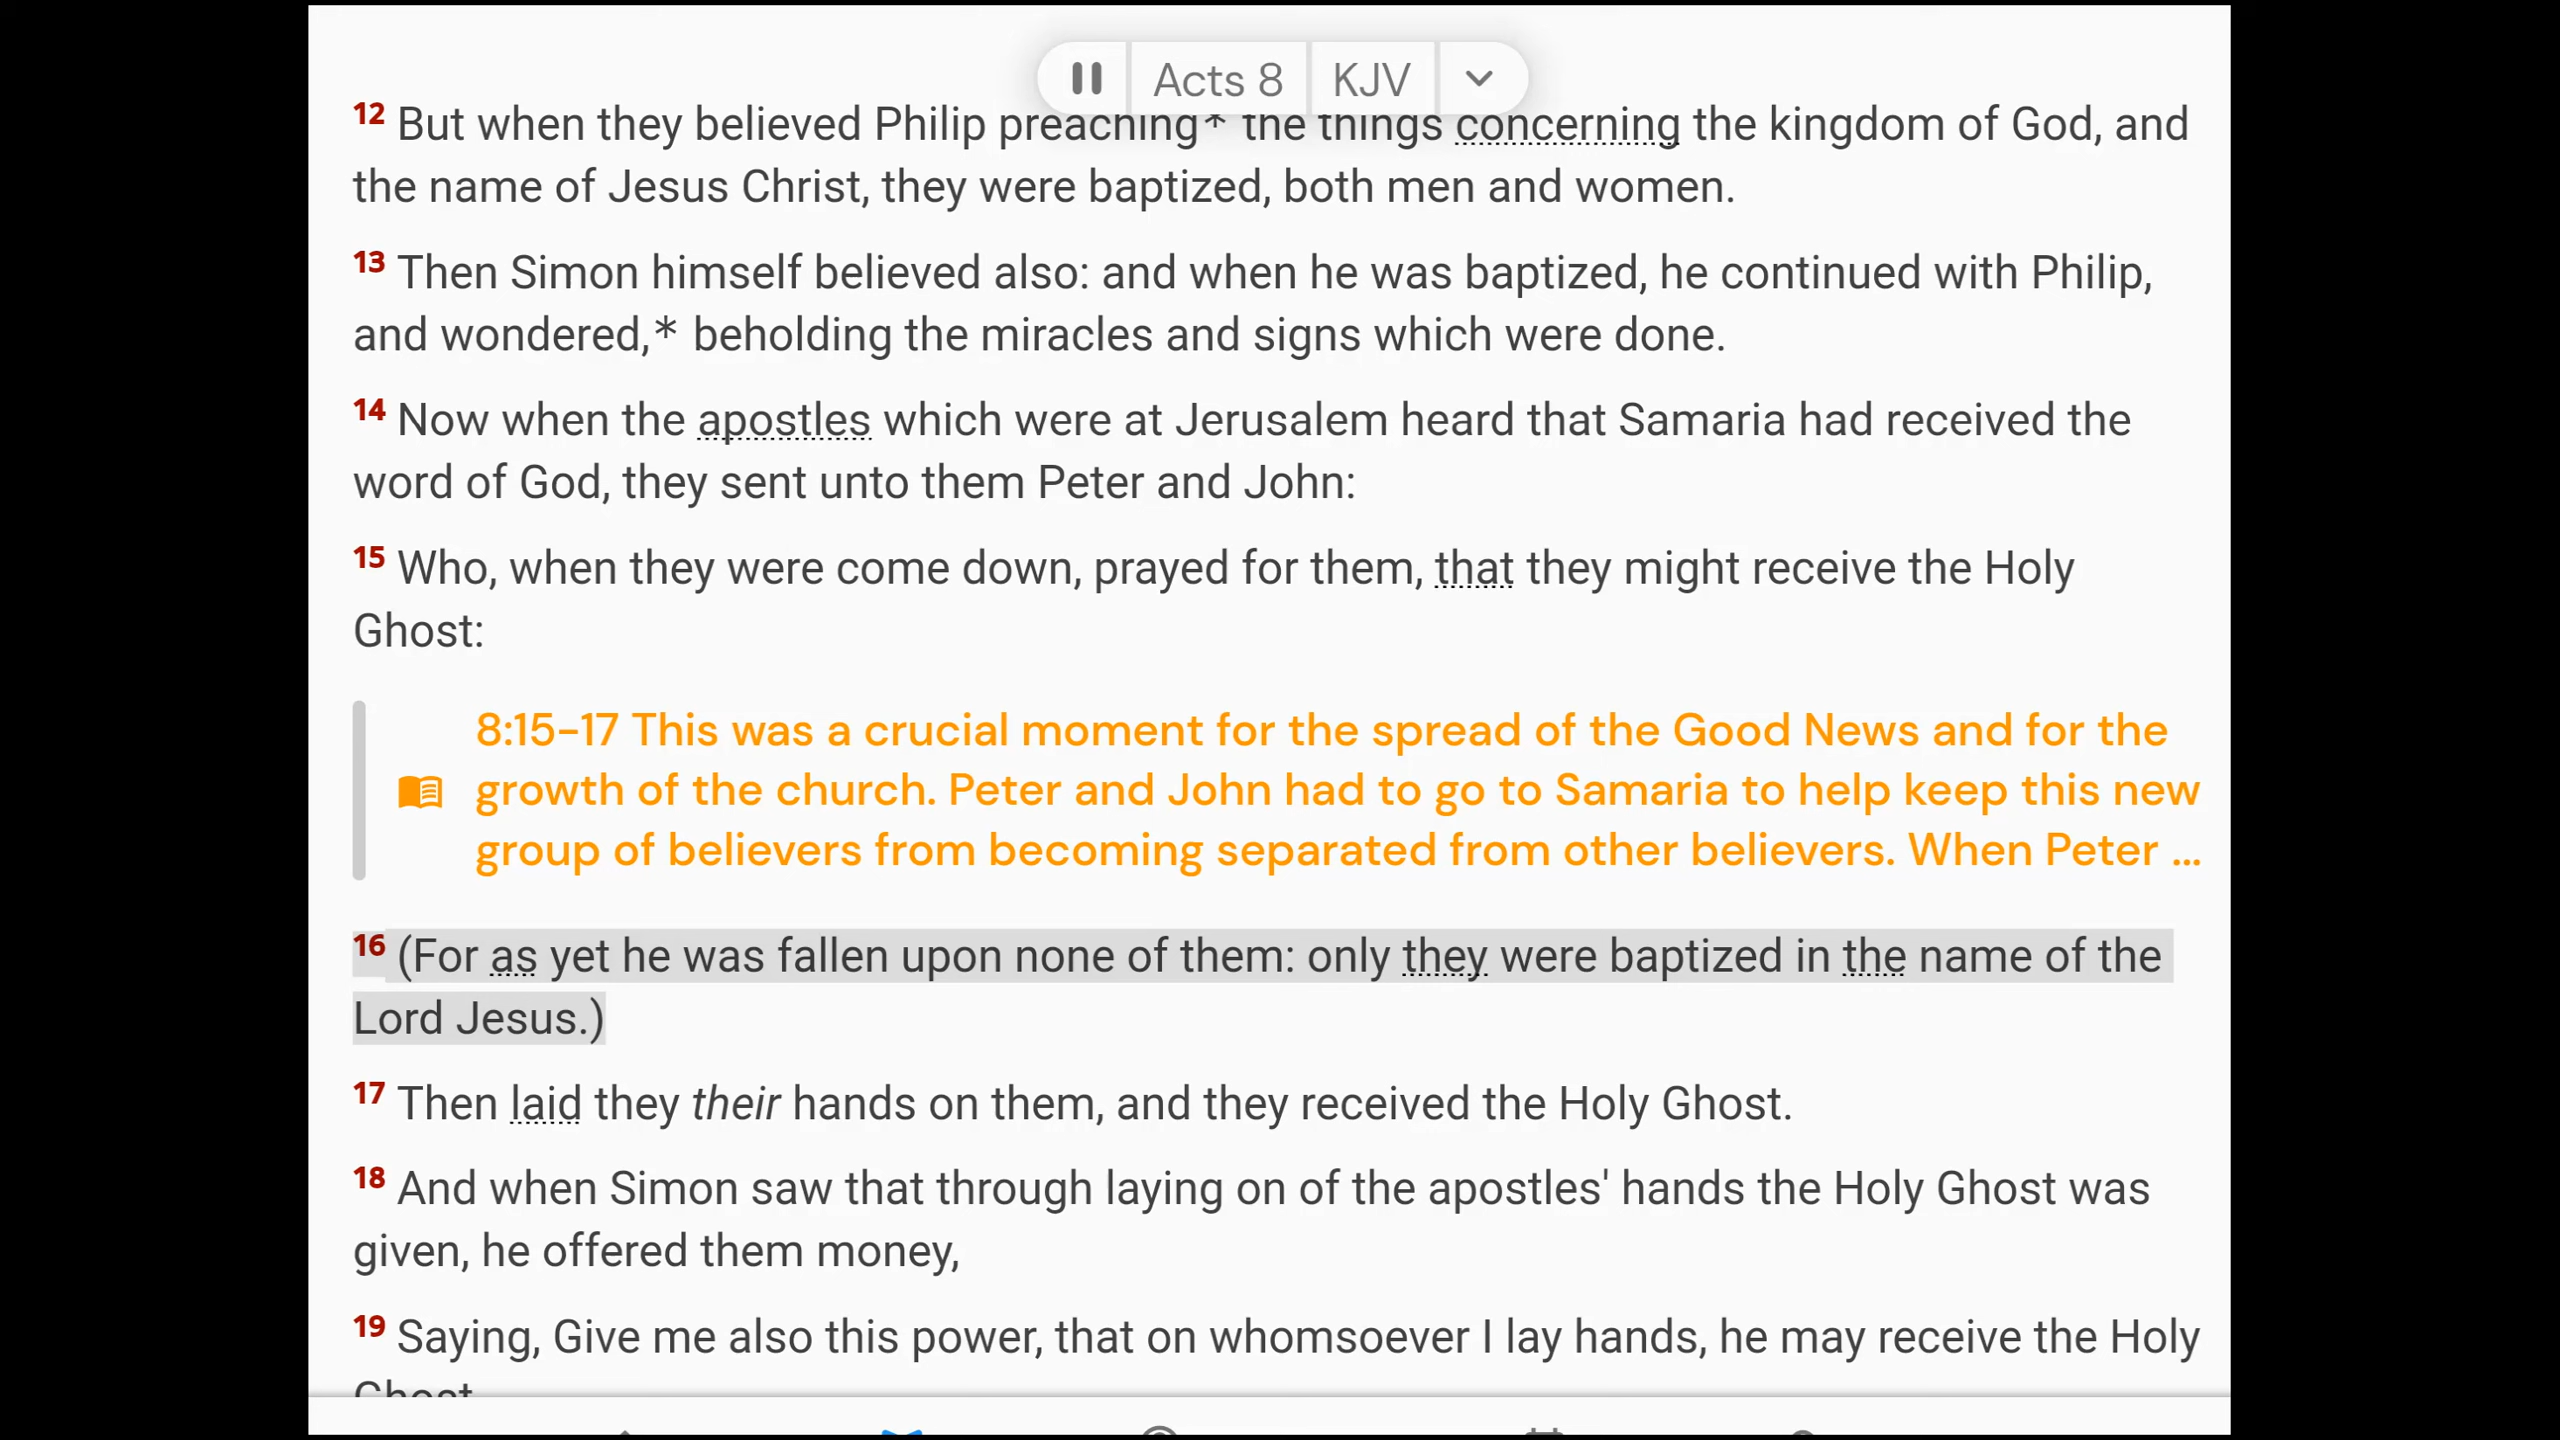 Acts 8 KJV
12 But when they believed Philip preaching* the things concerning the kingdom of God, and
the name of Jesus Christ, they were baptized, both men and women.
13 Then Simon himself believed also: and when he was baptized, he continued with Philip,
and wondered,* beholding the miracles and signs which were done.
14 Now when the apostles which were at Jerusalem heard that Samaria had received the
word of God, they sent unto them Peter and John:
15 Who, when they were come down, prayed for them, that they might receive the Holy
Ghost:
8:15–17 This was a crucial moment for the spread of the Good News and for the
growth of the church. Peter and John had to go to Samaria to help keep this new
group of believers from becoming separated from other believers. When Peter ...
16 (For as yet he was fallen upon none of them: only they were baptized in the name of the
Lord Jesus.)
17 Then laid they their hands on them, and they received the Holy Ghost.
18 And when Simon saw that through laying on of the apostles' hands the Holy Ghost was
given, he offered them money,
19 Saying, Give me also this power, that on whomsoever I lay hands, he may receive the Holy